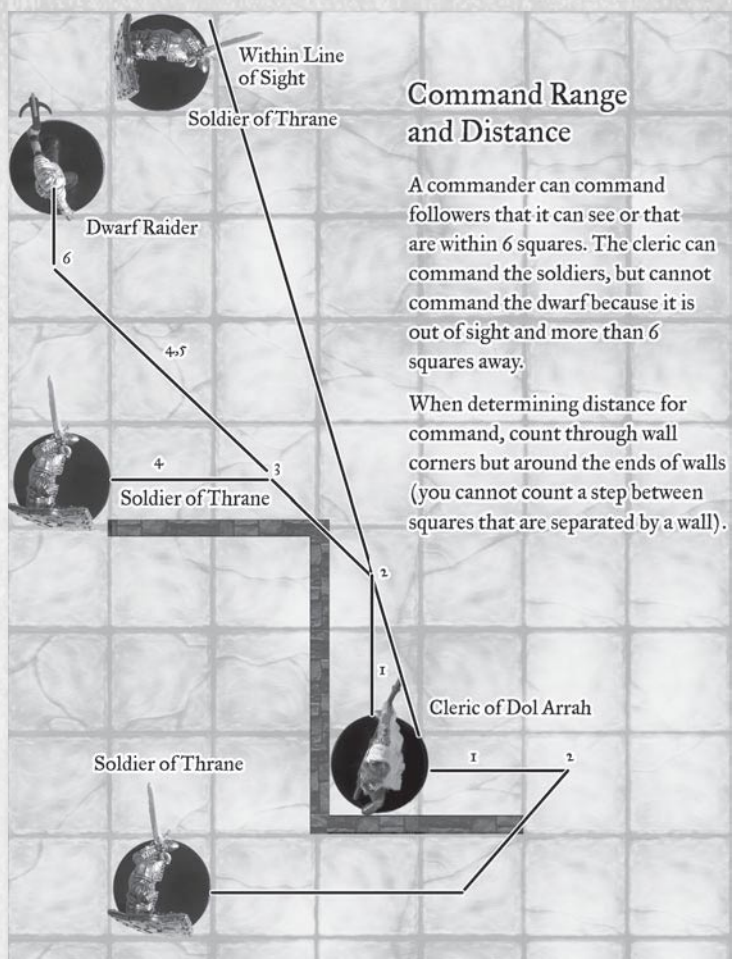 Within Line
of Sight
Soldier of Thrane
Command Range
and Distance
A commander can command
followers that it can see or that
are within 6 squares. The cleric can
command the soldiers, but cannot
command the dwarf because it is
out of sight and more than 6
squares away.
When determining distance for
command, count through wall
corners but around the ends of walls
(you cannot count a step between
squares that are separated by a wall).
Dwarf Raider
6
4,5
4
3
Soldier of Thrane
2
1
Cleric of Dol Arrah
1
2
Soldier of Thrane